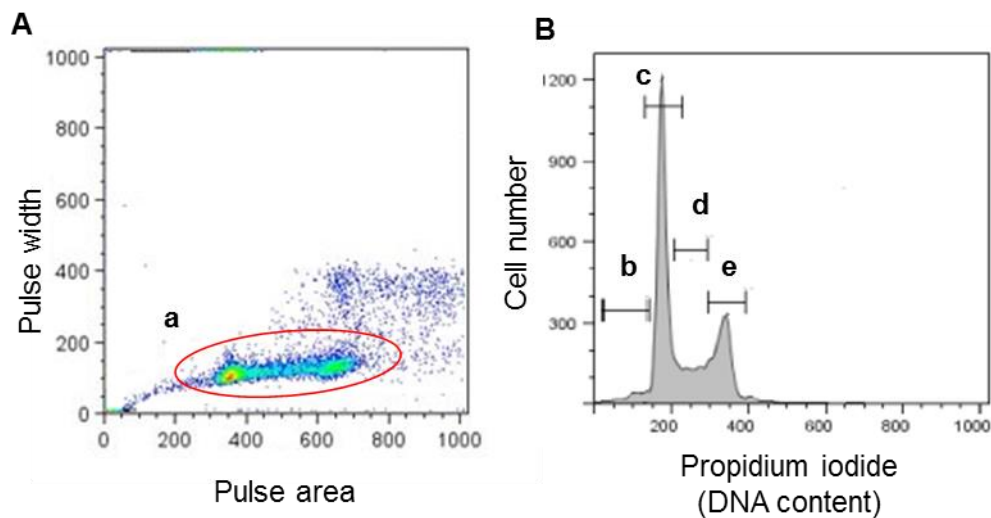 A
1000
800
600
400
200
0
Pulse width
a
0 200 400 600 800 1000
Pulse area
B
1200
900
600
300
Cell number
b
c
d
e
200 400 600 800 1000
Propidium iodide
(DNA content)